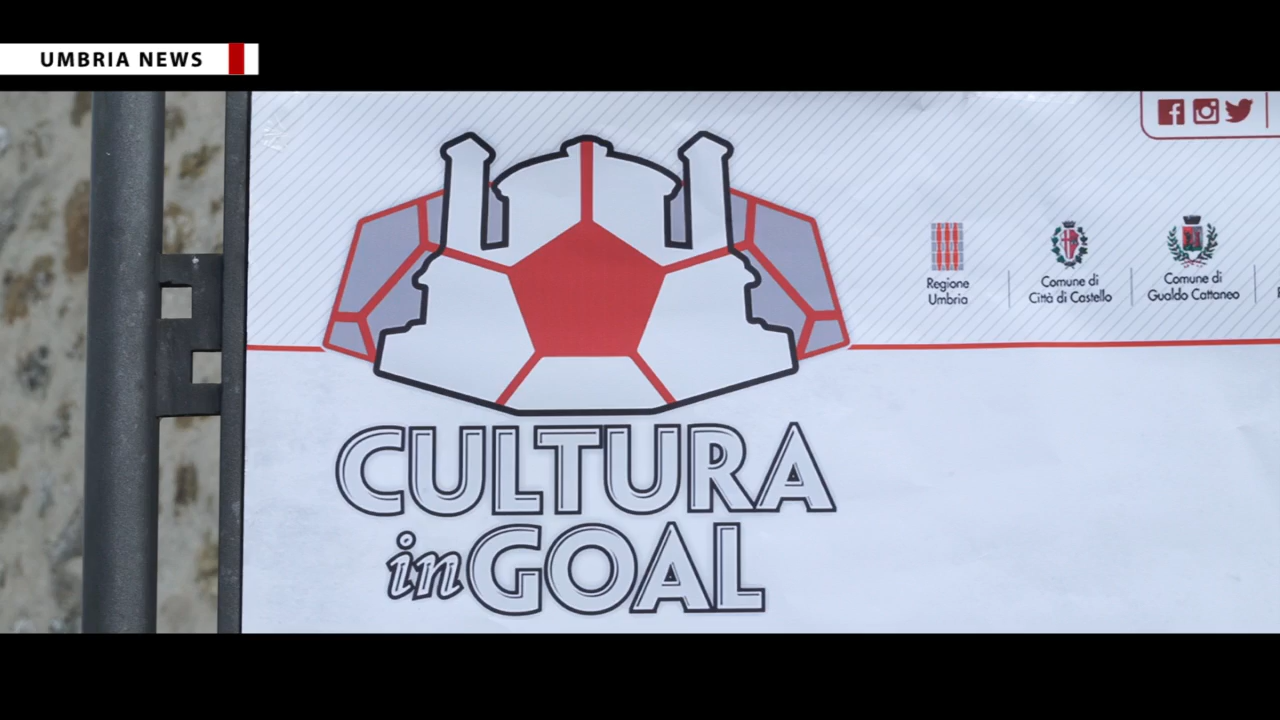 UMBRIA NEWS
Regione
Umbria
Comune di
Città di Castello
Comune di
Gualdo Cattaneo
CULTURA
in GOAL